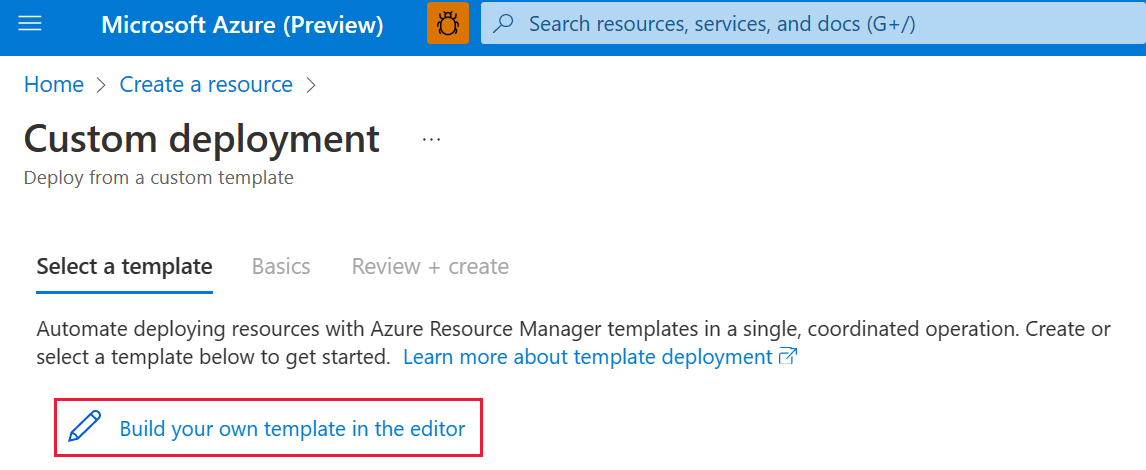 Microsoft Azure (Preview)
Search resources, services, and docs (G+/)
Home > Create a resource >
Custom deployment ...
Deploy from a custom template
Select a template Basics Review + create
Automate deploying resources with Azure Resource Manager templates in a single, coordinated operation. Create or
select a template below to get started. Learn more about template deployment
Build your own template in the editor